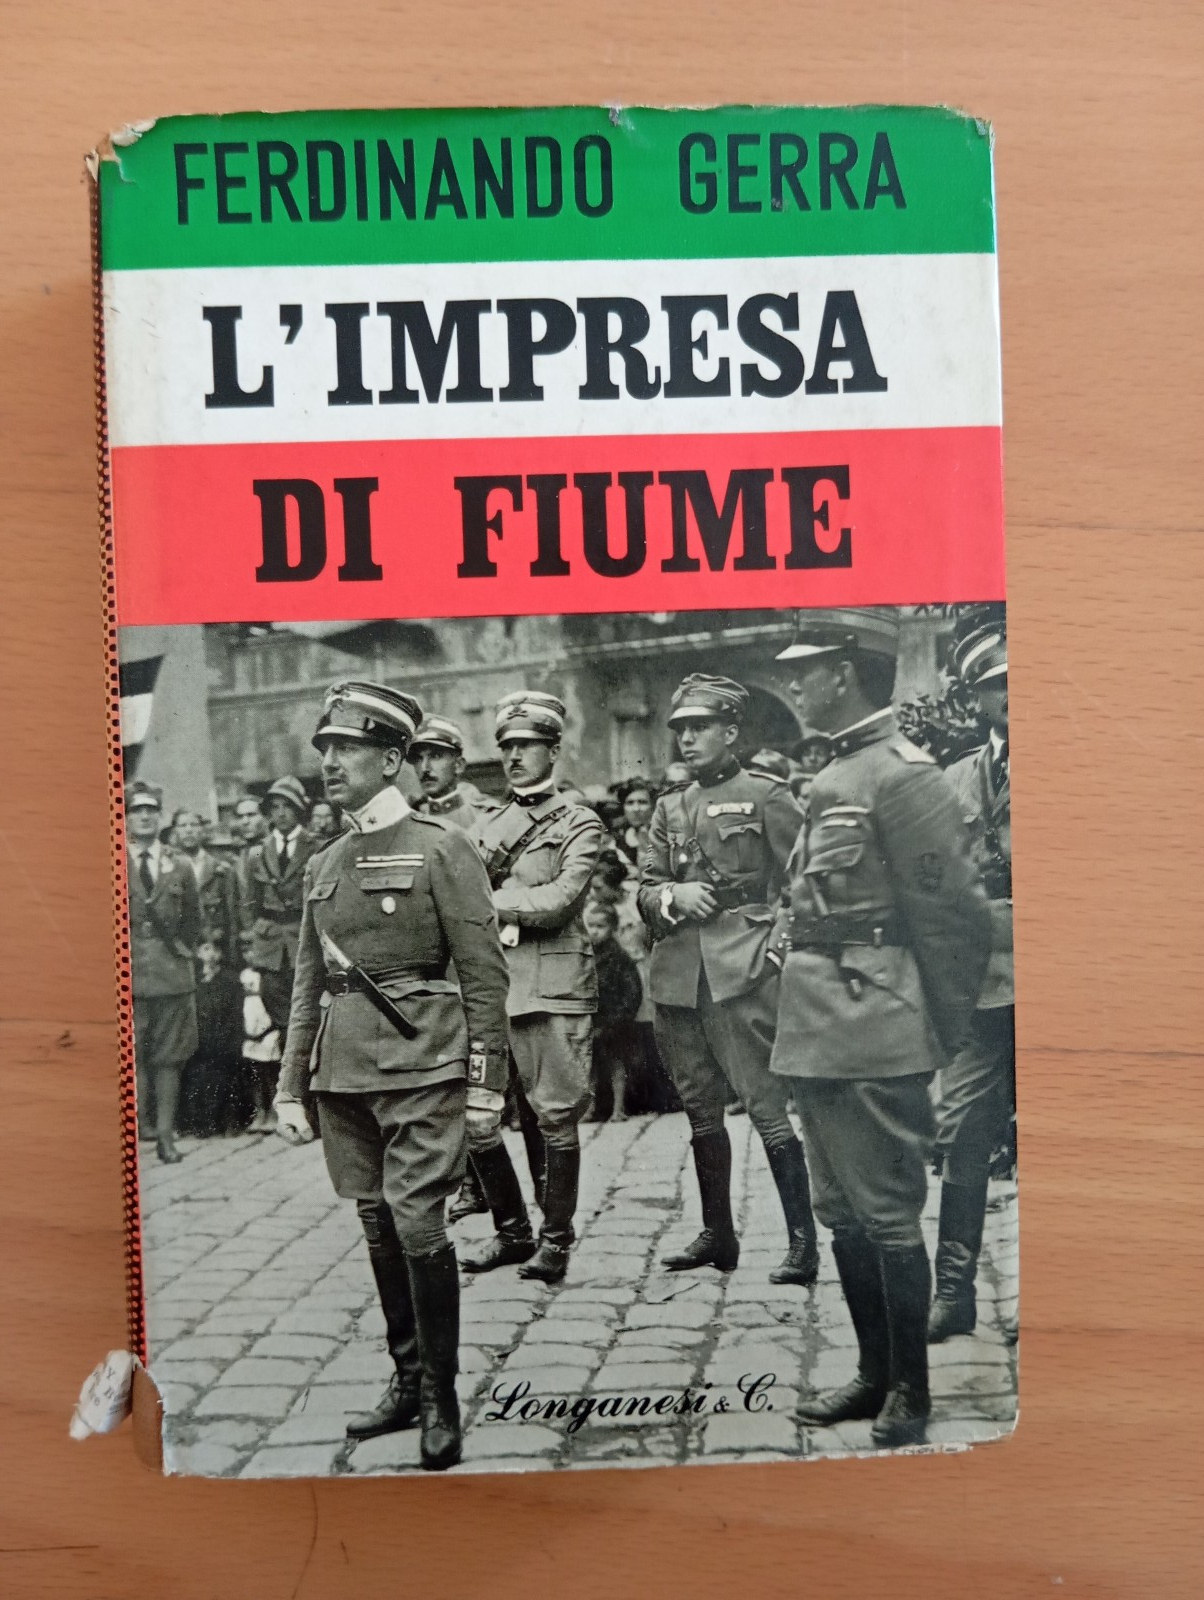 FERDINANDO GERRA
L'IMPRESA
DI FIUME
Longanesi & C.